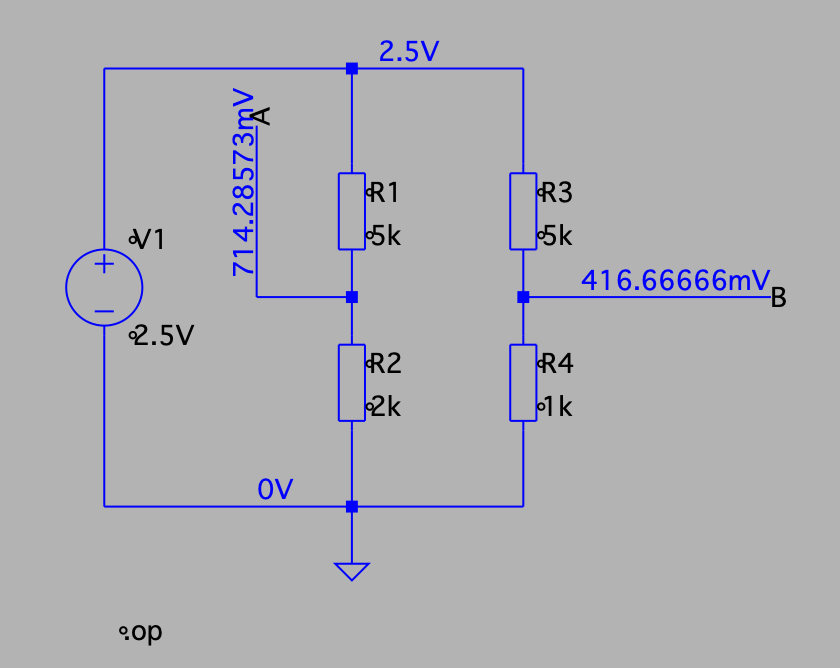 2.5V
A
714.28573mV
R1
5k
R3
5k
V1
2.5V
416.66666mV
B
R2
2k
R4
1k
0V
.op